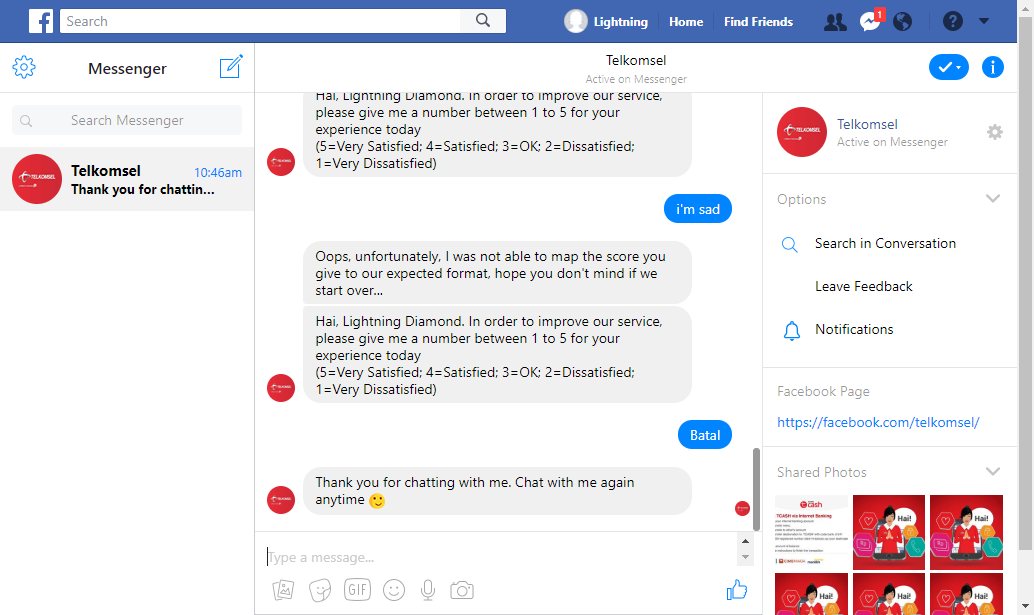 Search
Lightning
Home
Find Friends
1
Messenger
Search Messenger
Telkomsel
10:46am
Thank you for chattin...
Telkomsel
Active on Messenger
Hai, Lightning Diamond. In order to improve our service,
please give me a number between 1 to 5 for your
experience today
(5=Very Satisfied; 4=Satisfied; 3=OK; 2=Dissatisfied;
1=Very Dissatisfied)
i'm sad
Oops, unfortunately, I was not able to map the score you
give to our expected format, hope you don't mind if we
start over...
Hai, Lightning Diamond. In order to improve our service,
please give me a number between 1 to 5 for your
experience today
(5=Very Satisfied; 4=Satisfied; 3=OK; 2=Dissatisfied;
1=Very Dissatisfied)
Batal
Thank you for chatting with me. Chat with me again
anytime 🙂
Type a message...
GIF
Telkomsel
Active on Messenger
Options
Search in Conversation
Leave Feedback
Notifications
Facebook Page
https://facebook.com/telkomsel/
Shared Photos
tcash
TCASH via Internet Banking
Hai!
Hai!
Hai!
Hai!
Hai!